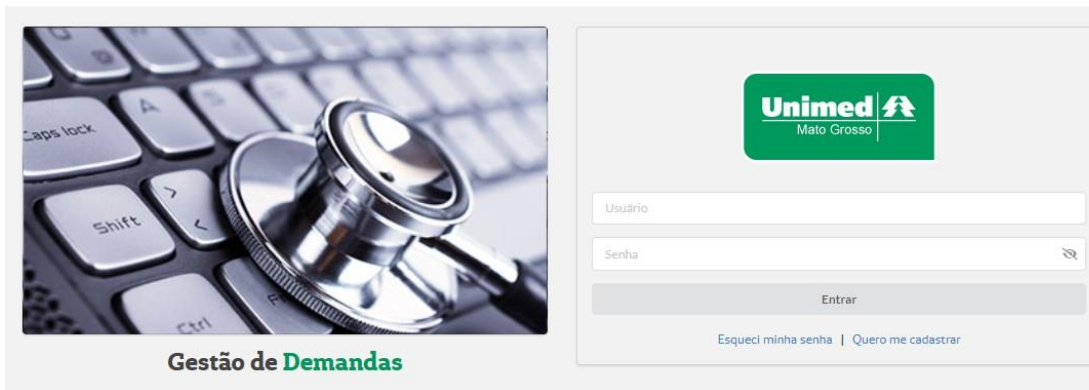 Caps lock
A
S
Shift
>
<
Ctrl
Gestão de Demandas
Unimed
Mato Grosso
Usuário
Senha
Entrar
Esqueci minha senha | Quero me cadastrar